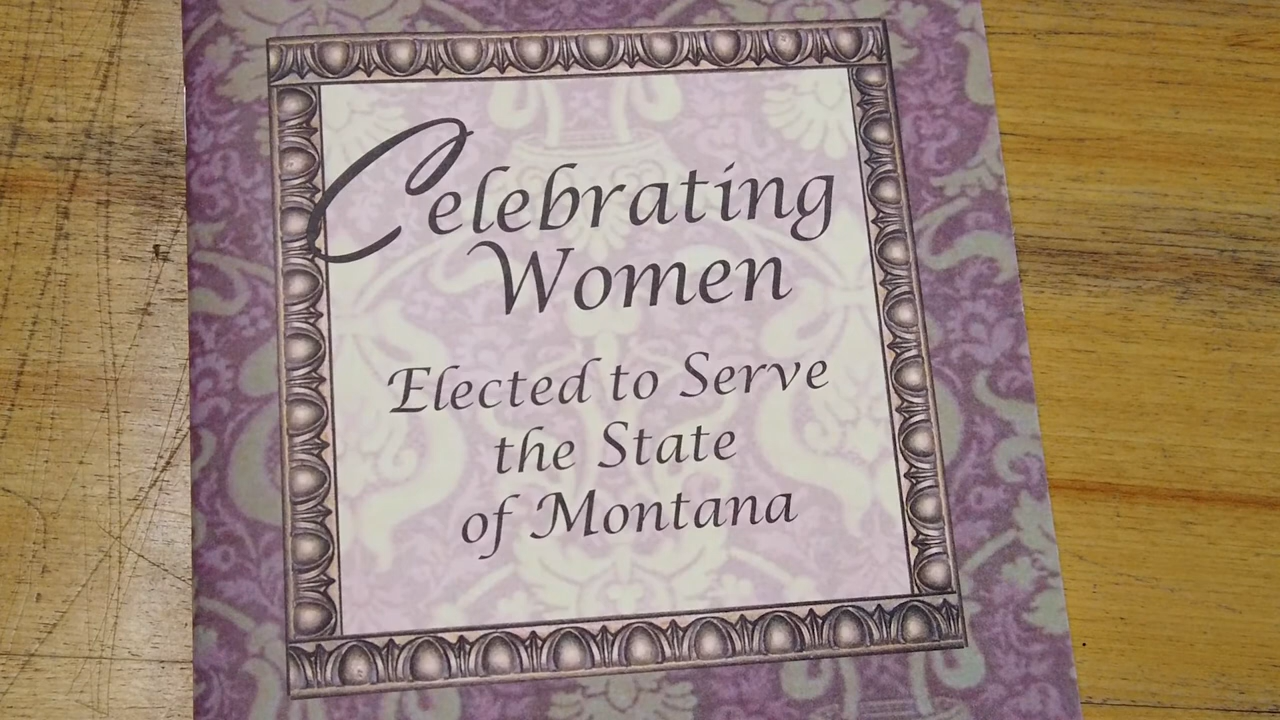 Celebrating
Women
Elected to Serve
the State
of Montana